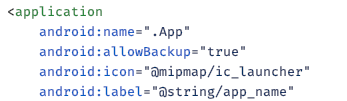 <application
android:name=".App"
android:allowBackup="true"
android:icon="@mipmap/ic_launcher"
android:label="@string/app_name"